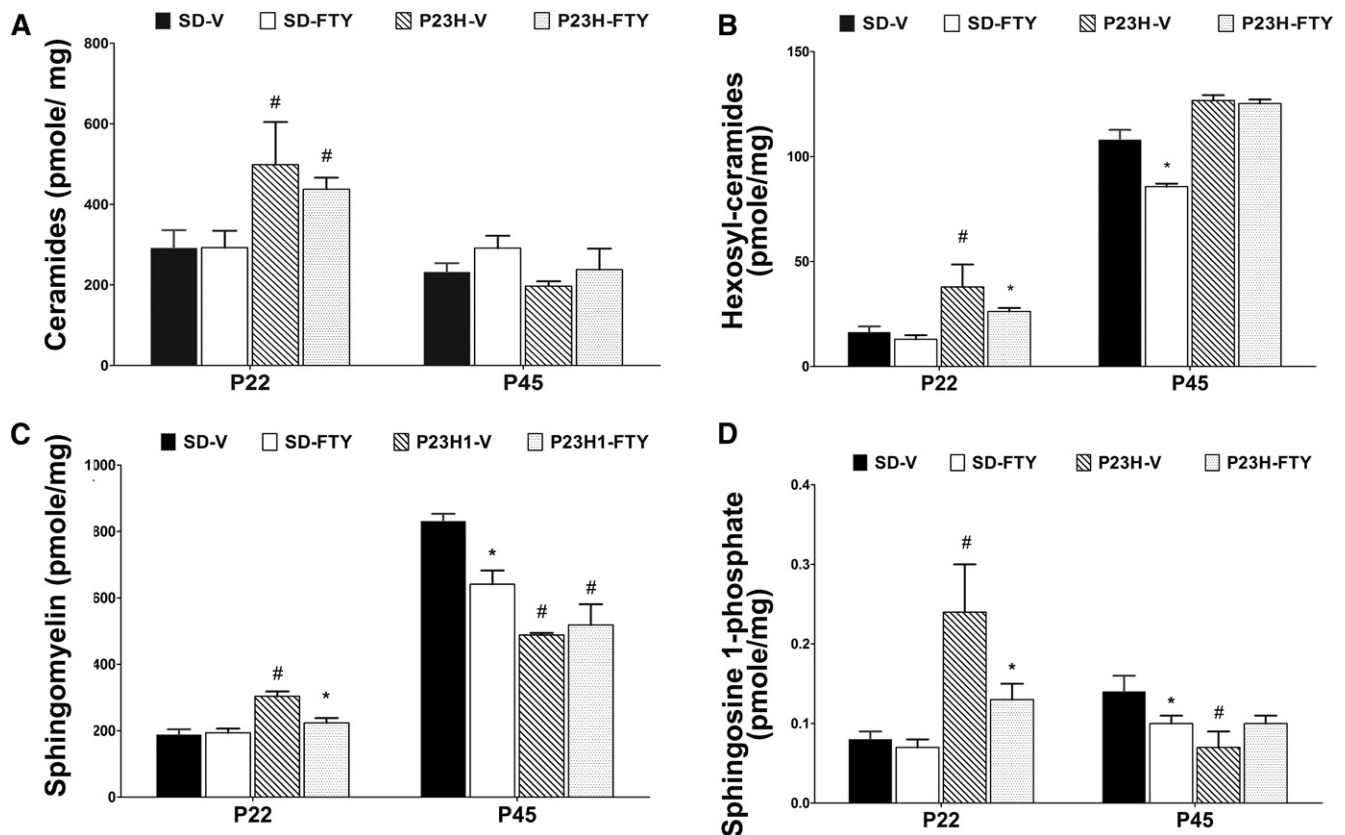 A
SD-V SD-FTY P23H-V P23H-FTY
Ceramides (pmole/ mg)
800
600
400
200
0
# #
P22 P45
B
SD-V SD-FTY P23H-V P23H-FTY
Hexosyl-ceramides
(pmole/mg)
150
100
50
0
# * *
P22 P45
C
SD-V SD-FTY P23H1-V P23H1-FTY
Sphingomyelin (pmole/mg)
1000
800
600
400
200
0
# * * # #
P22 P45
D
SD-V SD-FTY P23H-V P23H-FTY
Sphingosine 1-phosphate
(pmole/mg)
0.4
0.3
0.2
0.1
0.0
# * * #
P22 P45